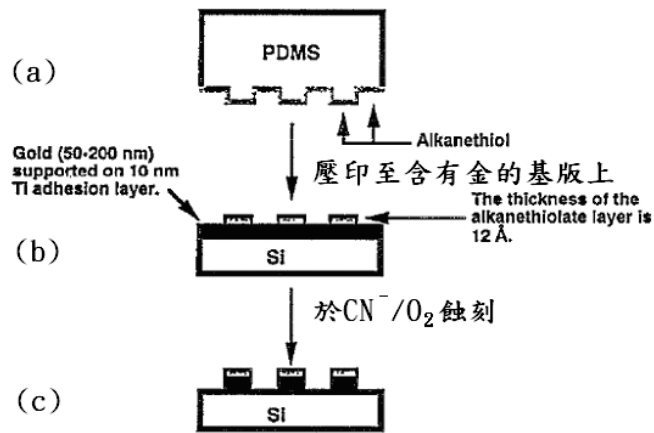 (a)
PDMS
Alkanethiol
Gold (50-200 nm)
supported on 10 nm
Ti adhesion layer.
壓印至含有金的基版上
The thickness of the
alkanethiolate layer is
12 Å.
(b)
Si
於CN⁻/O₂蝕刻
(c)
Si